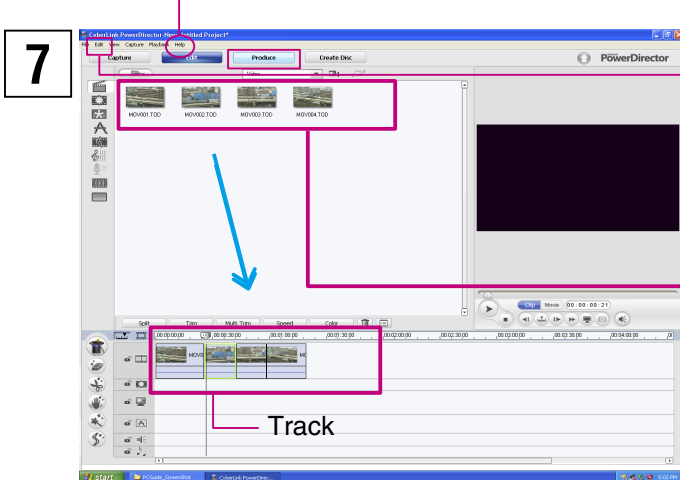 CyberLink PowerDirector-New Untitled Project*
File Edit View Capture Playback Help
7
Capture Edit Produce Create Disc
PowerDirector
Video
MOV001.TOD MOV002.TOD MOV003.TOD MOV004.TOD
Clip Movie 00:00:00:21
Split Trim Multi Trim Speed Color
00:00:00:00 00:00:30:00 00:01:00:00 00:01:30:00 00:02:00:00 00:02:30:00 00:03:00:00 00:03:30:00 00:04:00:00
Track
start PCGuide_ScreenShot CyberLink PowerDirec... 5:02 PM